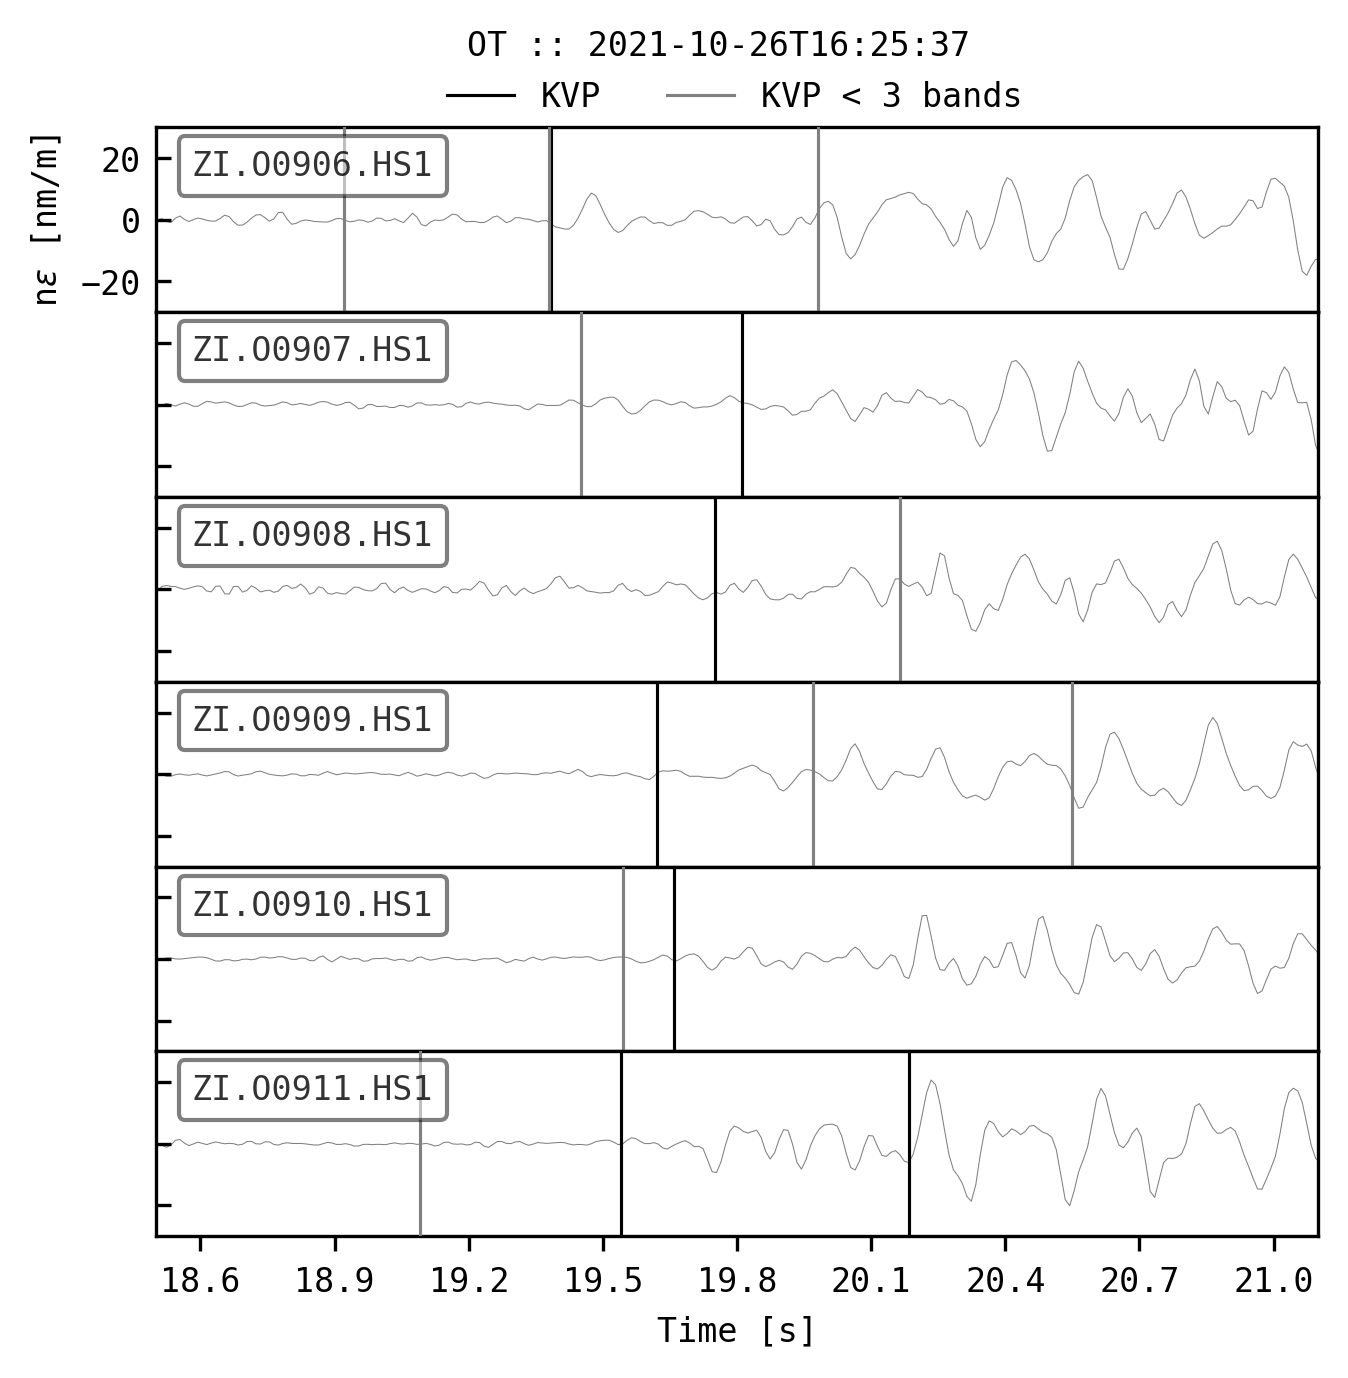 OT :: 2021-10-26T16:25:37
KVP KVP < 3 bands
nε [nm/m]
20
0
−20
ZI.O0906.HS1
ZI.O0907.HS1
ZI.O0908.HS1
ZI.O0909.HS1
ZI.O0910.HS1
ZI.O0911.HS1
18.6 18.9 19.2 19.5 19.8 20.1 20.4 20.7 21.0
Time [s]